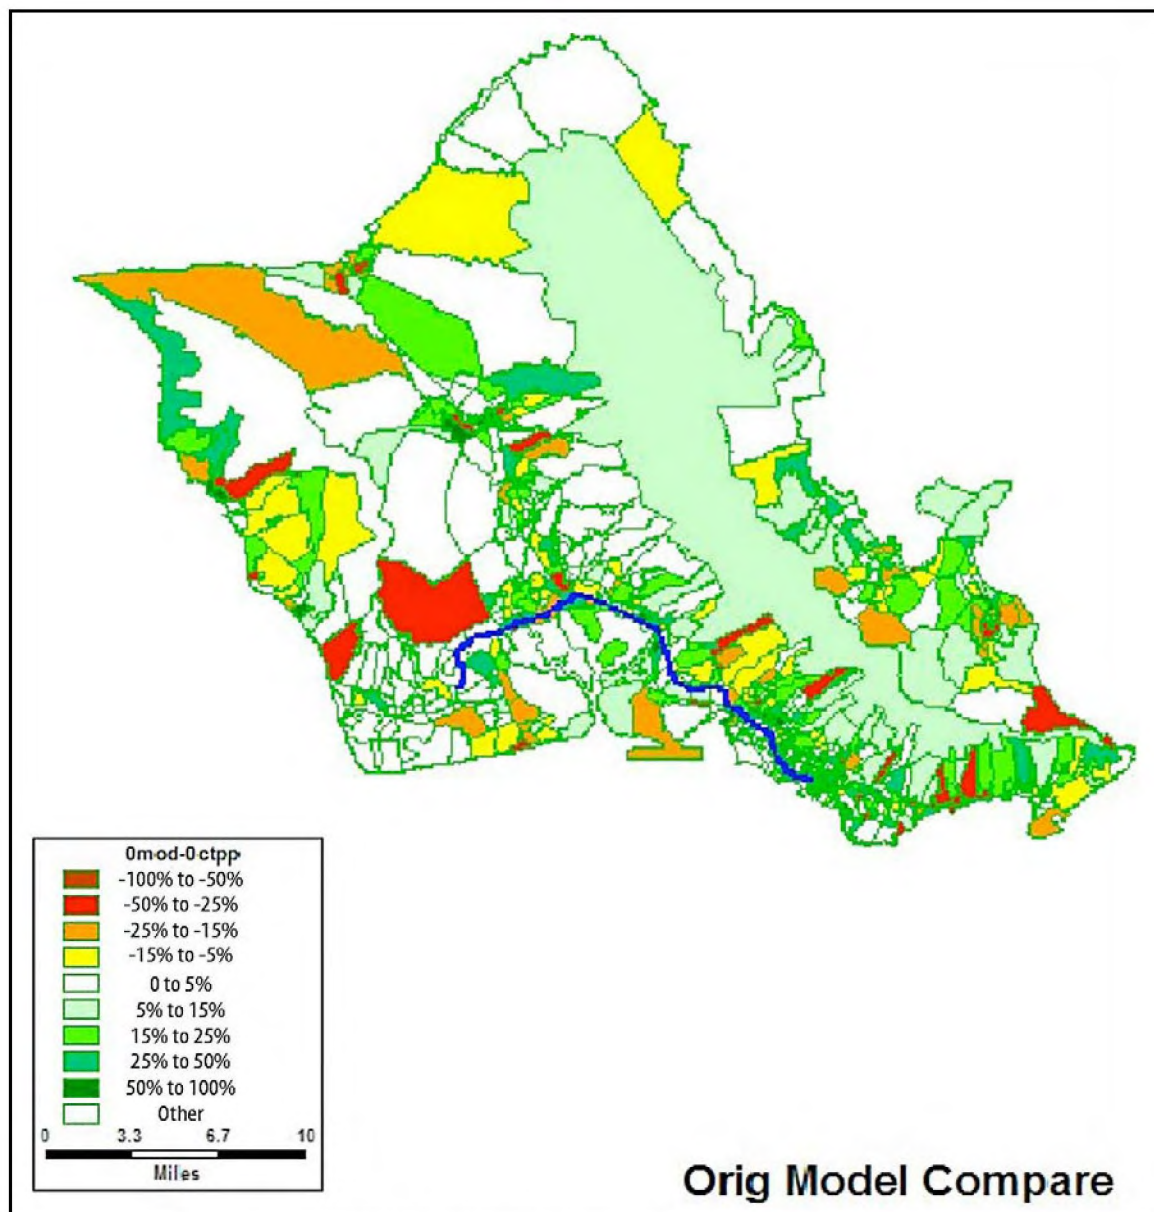 0mod-0ctpp
-100% to -50%
-50% to -25%
-25% to -15%
-15% to -5%
0 to 5%
5% to 15%
15% to 25%
25% to 50%
50% to 100%
Other
0 3.3 6.7 10
Miles
Orig Model Compare